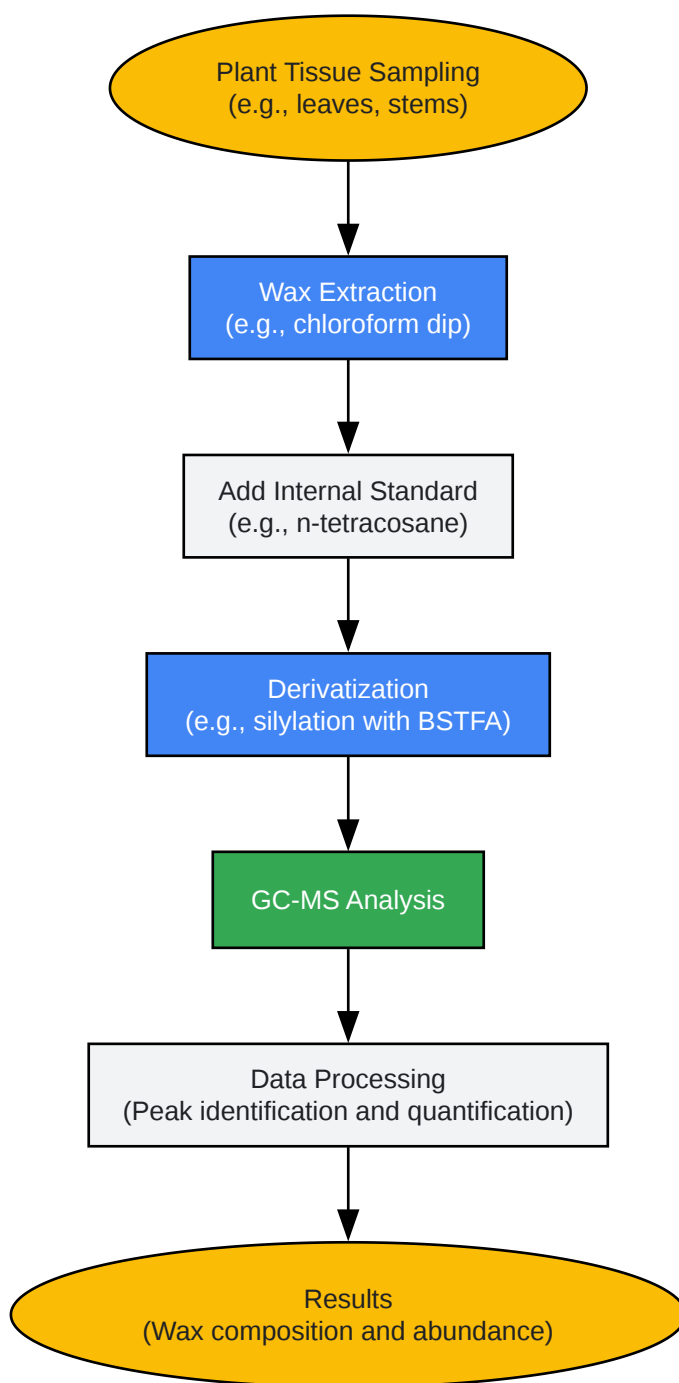 Plant Tissue Sampling
(e.g., leaves, stems)
Wax Extraction
(e.g., chloroform dip)
Add Internal Standard
(e.g., n-tetracosane)
Derivatization
(e.g., silylation with BSTFA)
GC-MS Analysis
Data Processing
(Peak identification and quantification)
Results
(Wax composition and abundance)